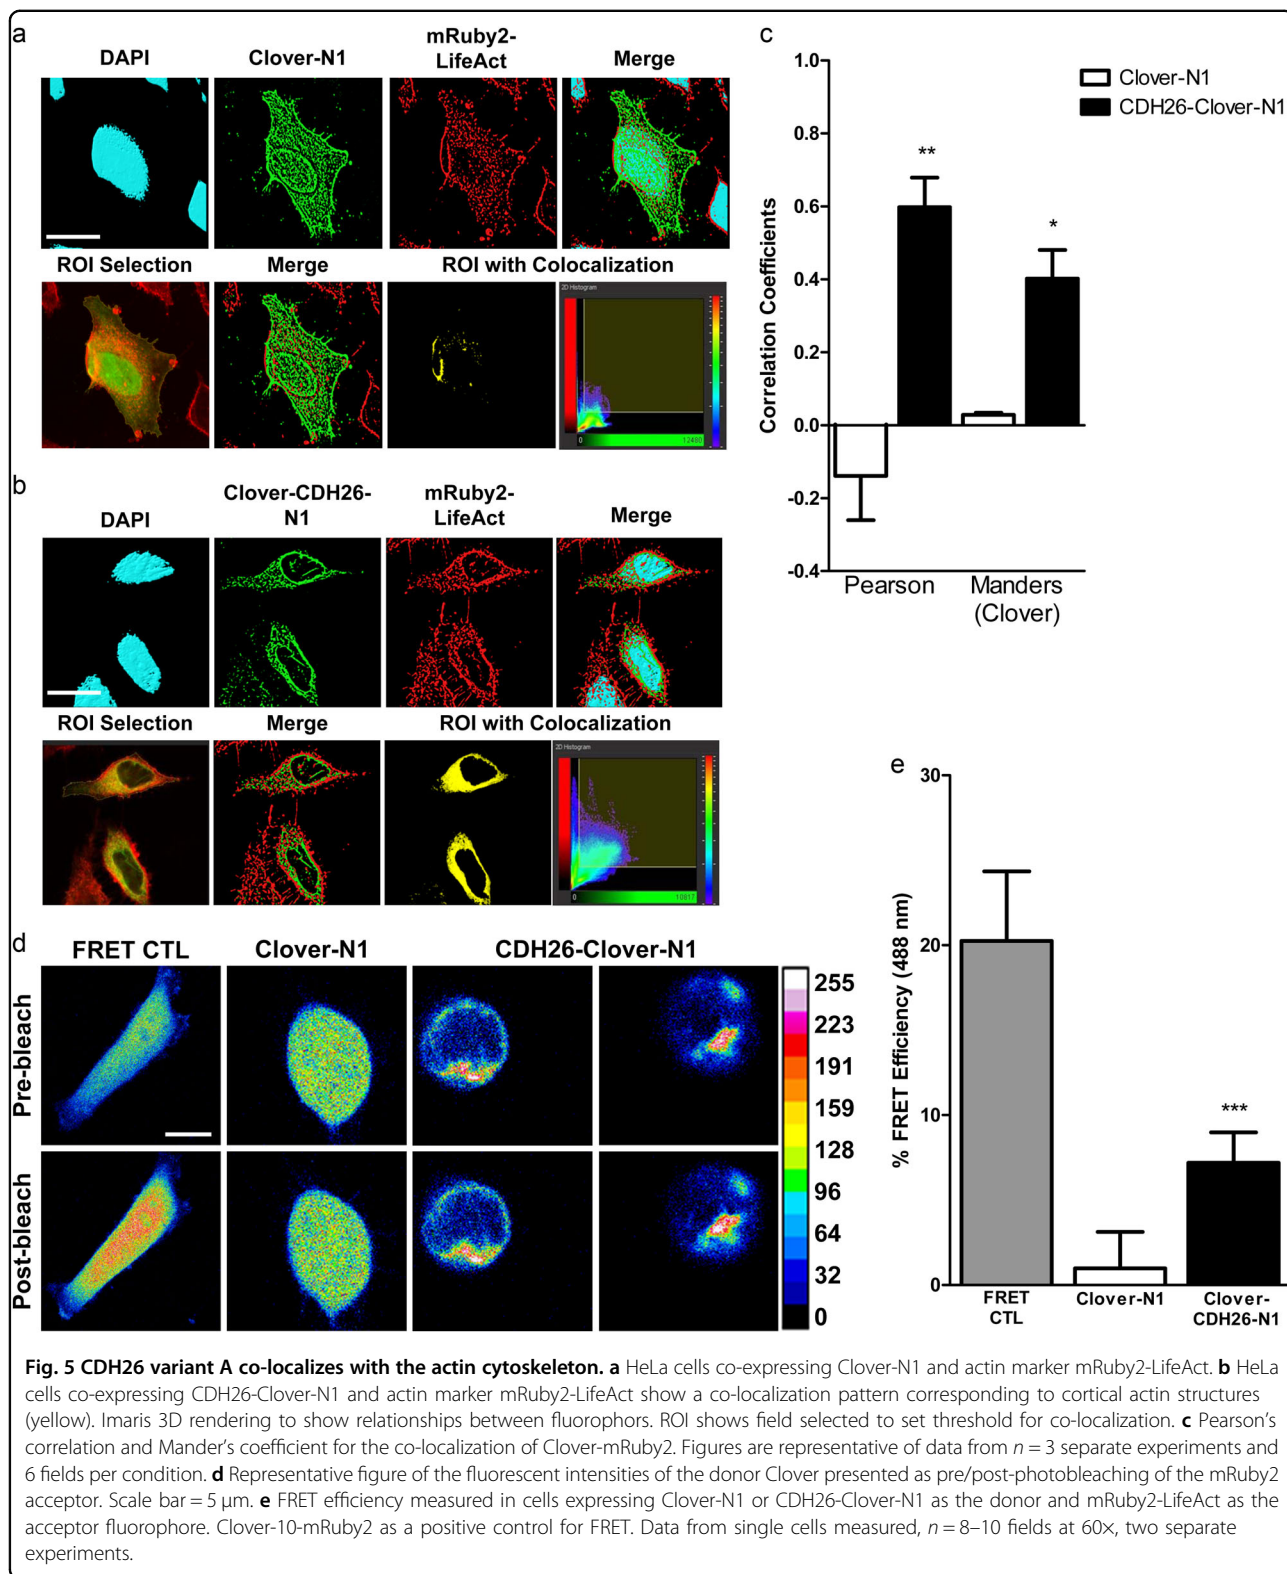 a
DAPI
Clover-N1
mRuby2-
LifeAct
Merge
ROI Selection
Merge
ROI with Colocalization
2D Histogram
0
12480
b
DAPI
Clover-CDH26-
N1
mRuby2-
LifeAct
Merge
ROI Selection
Merge
ROI with Colocalization
2D Histogram
0
10817
c
1.0
0.8
0.6
0.4
0.2
0.0
-0.2
-0.4
Correlation Coefficients
Clover-N1
CDH26-Clover-N1
**
*
Pearson
Manders
(Clover)
d
FRET CTL
Clover-N1
CDH26-Clover-N1
Pre-bleach
Post-bleach
255
223
191
159
128
96
64
32
0
e
30
20
10
0
% FRET Efficiency (488 nm)
***
FRET
CTL
Clover-N1
Clover-
CDH26-N1
Fig. 5 CDH26 variant A co-localizes with the actin cytoskeleton. a HeLa cells co-expressing Clover-N1 and actin marker mRuby2-LifeAct. b HeLa
cells co-expressing CDH26-Clover-N1 and actin marker mRuby2-LifeAct show a co-localization pattern corresponding to cortical actin structures
(yellow). Imaris 3D rendering to show relationships between fluorophors. ROI shows field selected to set threshold for co-localization. c Pearson's
correlation and Mander's coefficient for the co-localization of Clover-mRuby2. Figures are representative of data from n = 3 separate experiments and
6 fields per condition. d Representative figure of the fluorescent intensities of the donor Clover presented as pre/post-photobleaching of the mRuby2
acceptor. Scale bar = 5 µm. e FRET efficiency measured in cells expressing Clover-N1 or CDH26-Clover-N1 as the donor and mRuby2-LifeAct as the
acceptor fluorophore. Clover-10-mRuby2 as a positive control for FRET. Data from single cells measured, n = 8–10 fields at 60×, two separate
experiments.